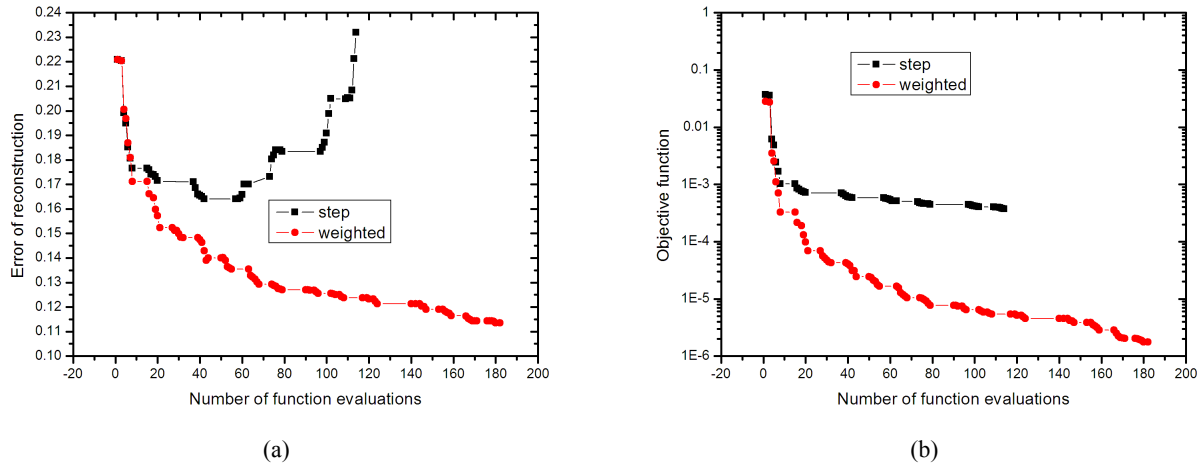 0.24
0.23
0.22
0.21
0.20
0.19
0.18
0.17
0.16
0.15
0.14
0.13
0.12
0.11
0.10
Error of reconstruction
step
weighted
-20 0 20 40 60 80 100 120 140 160 180 200
Number of function evaluations
(a)
1
0.1
0.01
1E-3
1E-4
1E-5
1E-6
Objective function
step
weighted
-20 0 20 40 60 80 100 120 140 160 180 200
Number of function evaluations
(b)